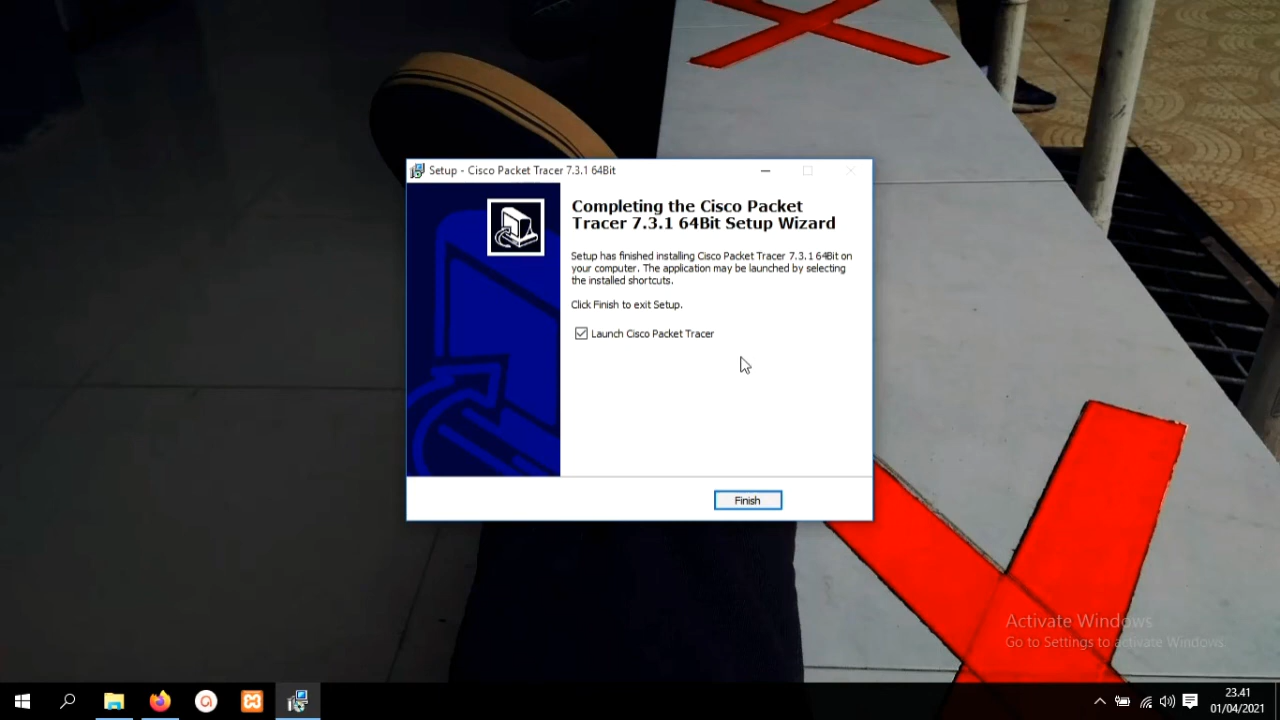 Setup - Cisco Packet Tracer 7.3.1 64Bit
Completing the Cisco Packet
Tracer 7.3.1 64Bit Setup Wizard
Setup has finished installing Cisco Packet Tracer 7.3.1 64Bit on
your computer. The application may be launched by selecting
the installed shortcuts.
Click Finish to exit Setup.
Launch Cisco Packet Tracer
Finish
Activate Windows
Go to Settings to activate Windows.
23.41
01/04/2021